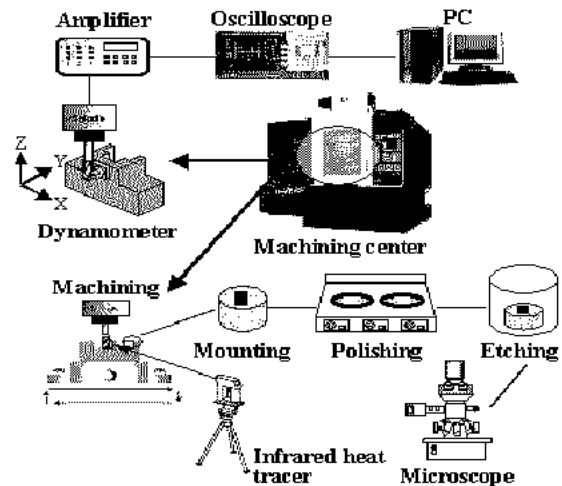 Amplifier
Oscilloscope
PC
Z
Y
X
Dynamometer
Machining center
Machining
Mounting
Polishing
Etching
Infrared heat
tracer
Microscope